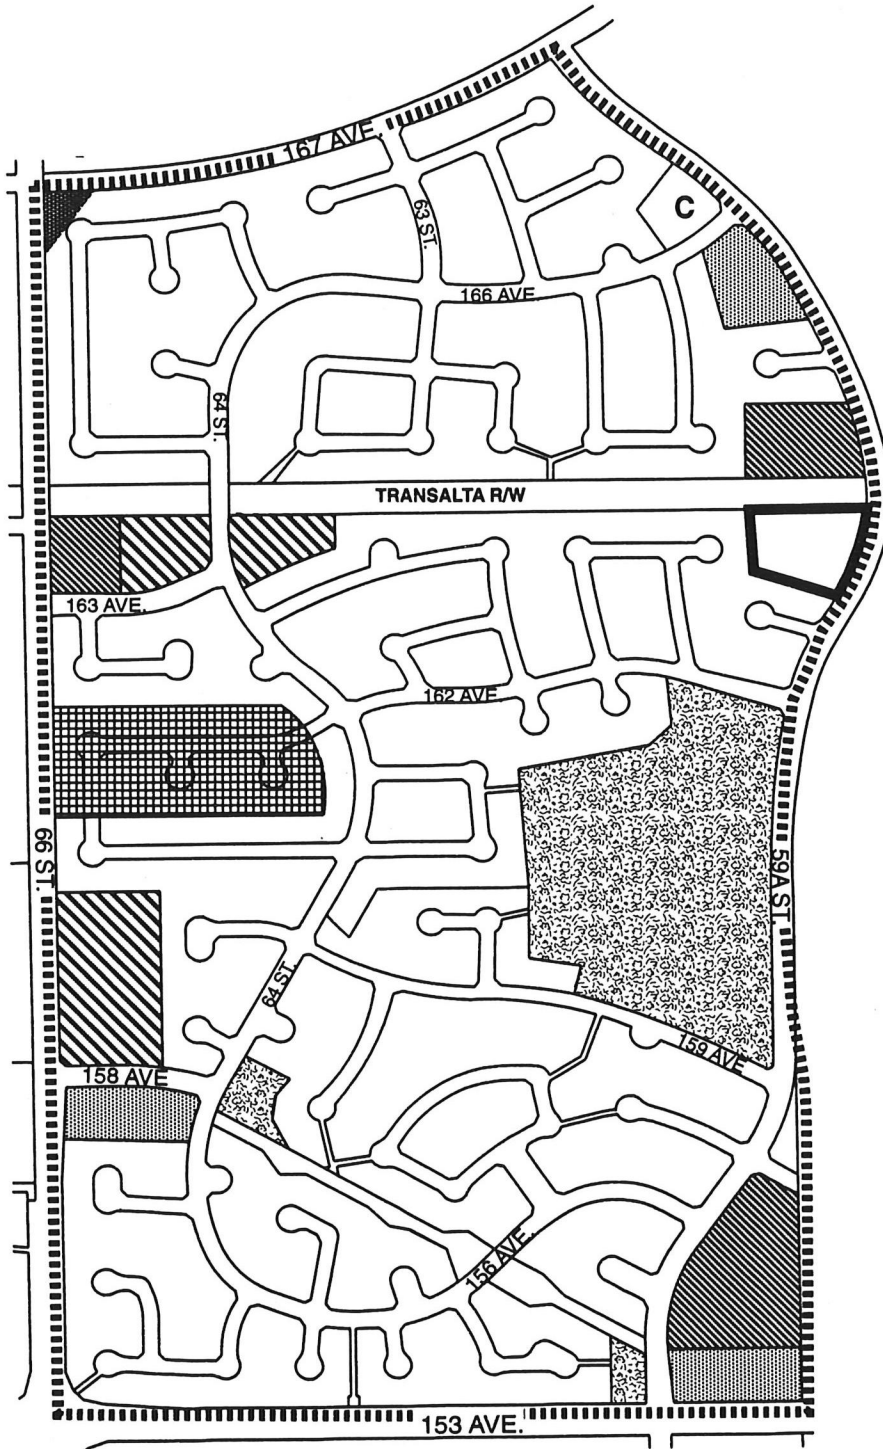 167 AVE.
63 ST.
C
166 AVE.
64 ST.
TRANSALTA R/W
163 AVE.
162 AVE
66 ST.
59A ST.
64 ST.
159 AVE
158 AVE
156 AVE.
153 AVE.